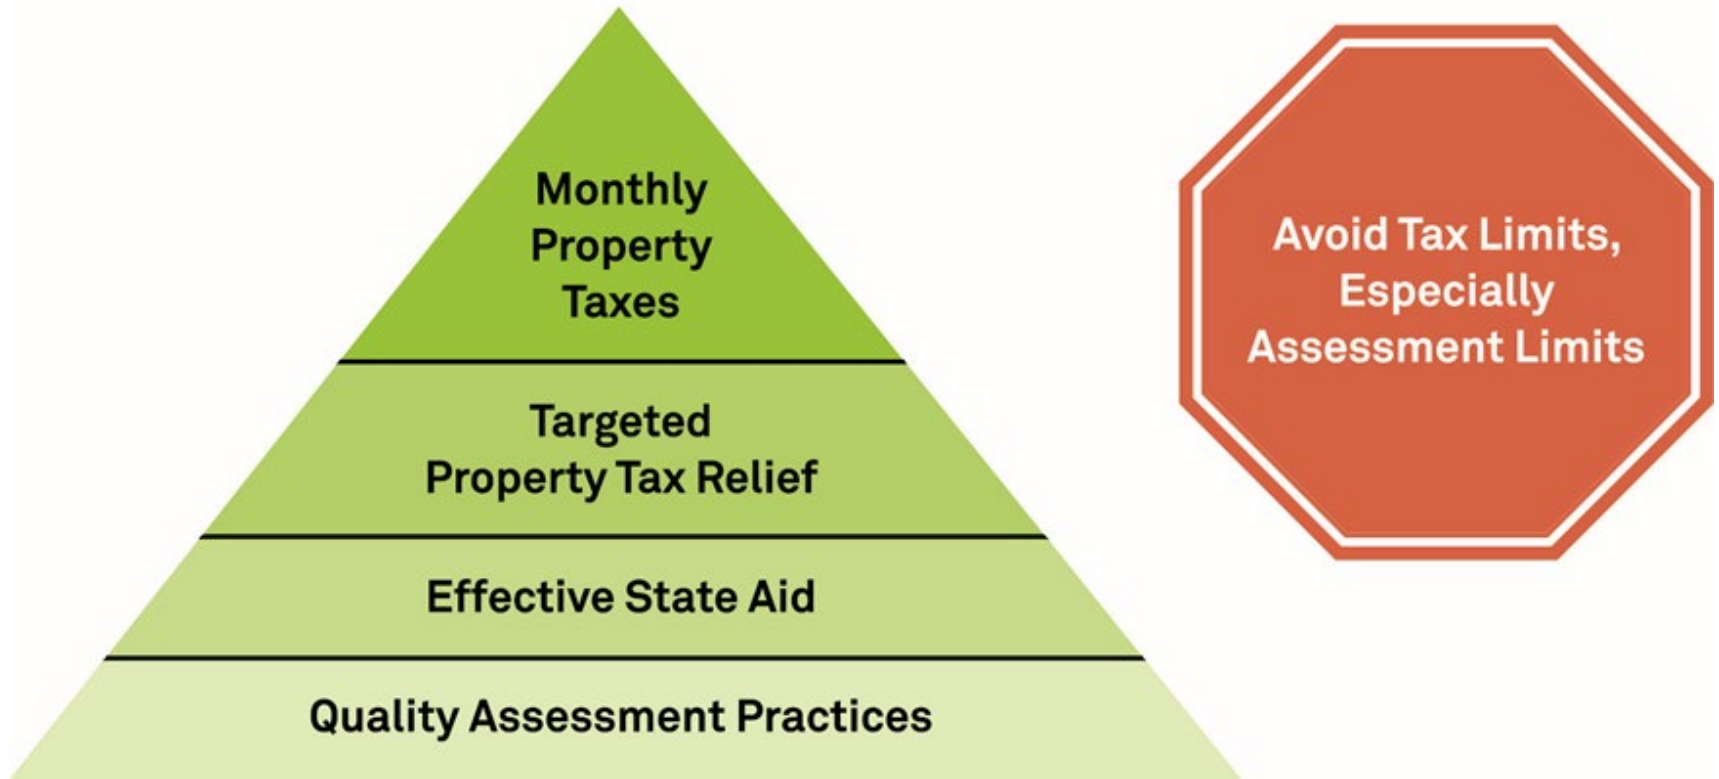 Monthly
Property
Taxes
Targeted
Property Tax Relief
Effective State Aid
Quality Assessment Practices
Avoid Tax Limits,
Especially
Assessment Limits